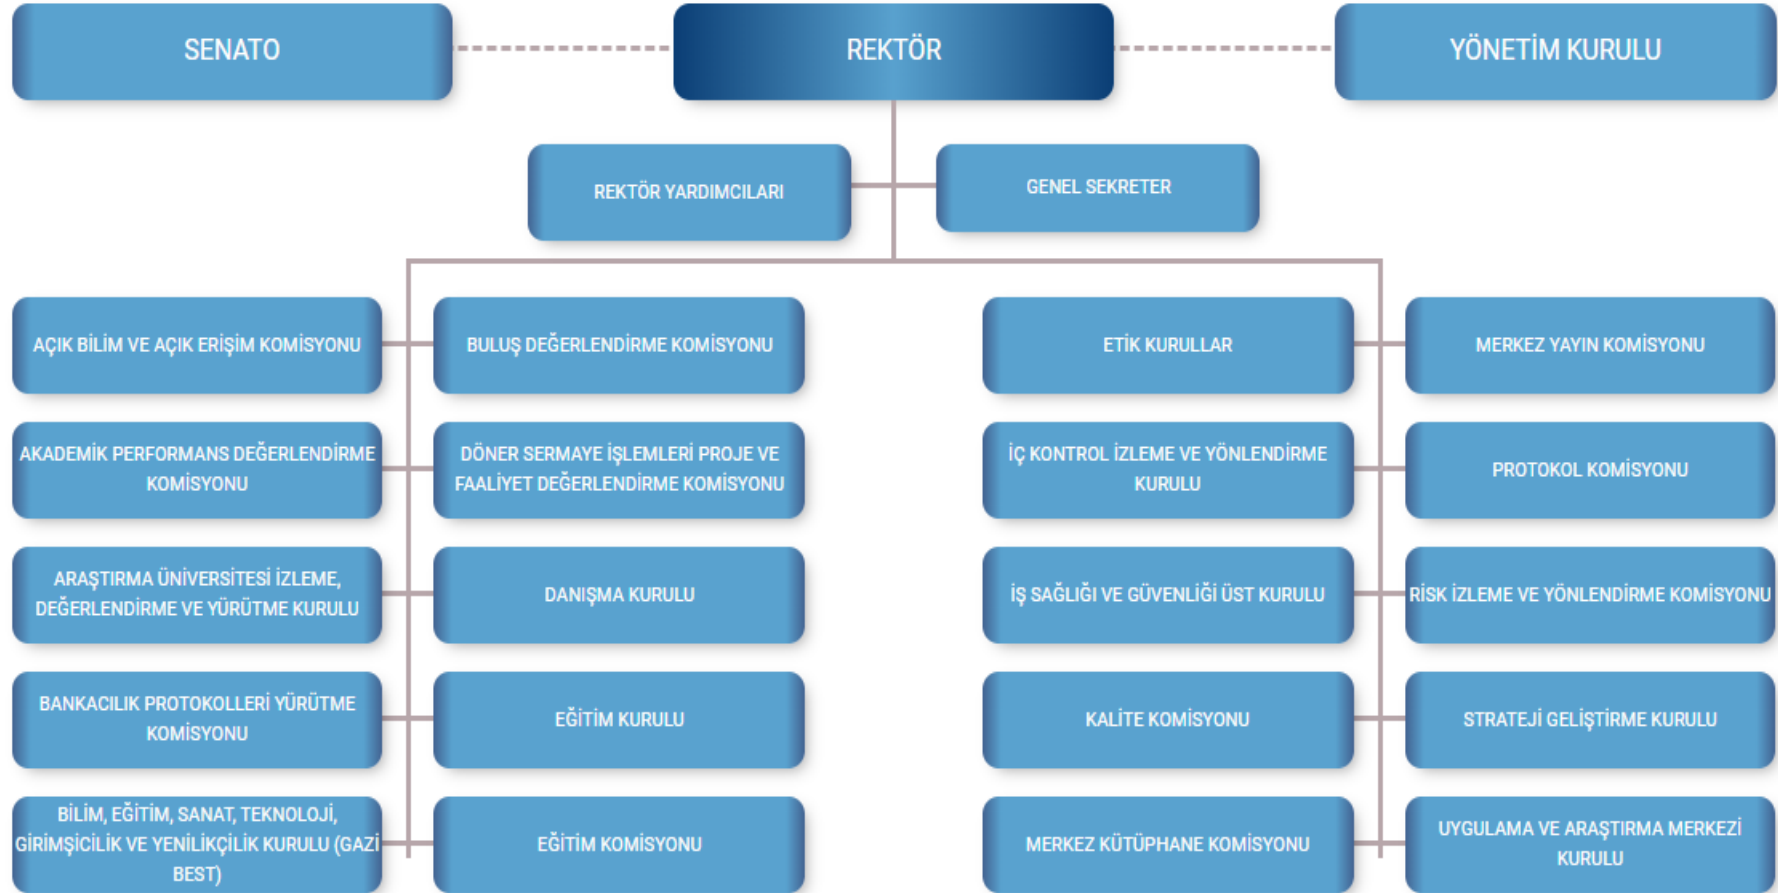 SENATO
REKTÖR
YÖNETİM KURULU
REKTÖR YARDIMCILARI
GENEL SEKRETER
AÇIK BİLİM VE AÇIK ERİŞİM KOMİSYONU
BULUŞ DEĞERLENDİRME KOMİSYONU
ETİK KURULLAR
MERKEZ YAYIN KOMİSYONU
AKADEMİK PERFORMANS DEĞERLENDİRME
KOMİSYONU
DÖNER SERMAYE İŞLEMLERİ PROJE VE
FAALİYET DEĞERLENDİRME KOMİSYONU
İÇ KONTROL İZLEME VE YÖNLENDİRME
KURULU
PROTOKOL KOMİSYONU
ARAŞTIRMA ÜNİVERSİTESİ İZLEME,
DEĞERLENDİRME VE YÜRÜTME KURULU
DANIŞMA KURULU
İŞ SAĞLIĞI VE GÜVENLİĞİ ÜST KURULU
RİSK İZLEME VE YÖNLENDİRME KOMİSYONU
BANKACILIK PROTOKOLLERİ YÜRÜTME
KOMİSYONU
EĞİTİM KURULU
KALİTE KOMİSYONU
STRATEJİ GELİŞTİRME KURULU
BİLİM, EĞİTİM, SANAT, TEKNOLOJİ,
GİRİMŞİCİLİK VE YENİLİKÇİLİK KURULU (GAZİ
BEST)
EĞİTİM KOMİSYONU
MERKEZ KÜTÜPHANE KOMİSYONU
UYGULAMA VE ARAŞTIRMA MERKEZİ
KURULU